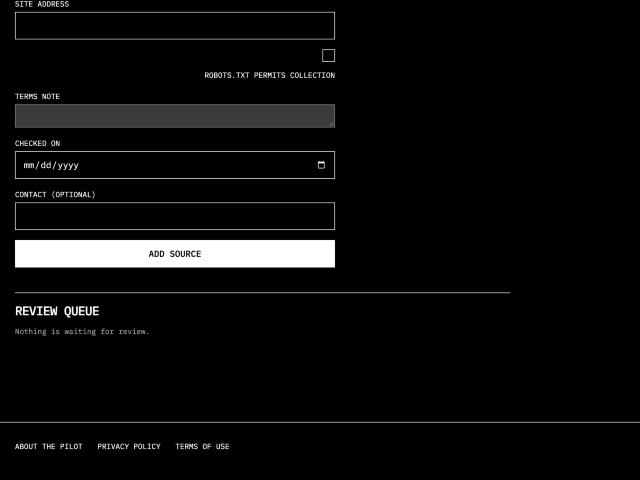 SITE ADDRESS
ROBOTS.TXT PERMITS COLLECTION
TERMS NOTE
CHECKED ON
mm/dd/yyyy
CONTACT (OPTIONAL)
ADD SOURCE
REVIEW QUEUE
Nothing is waiting for review.
ABOUT THE PILOT PRIVACY POLICY TERMS OF USE